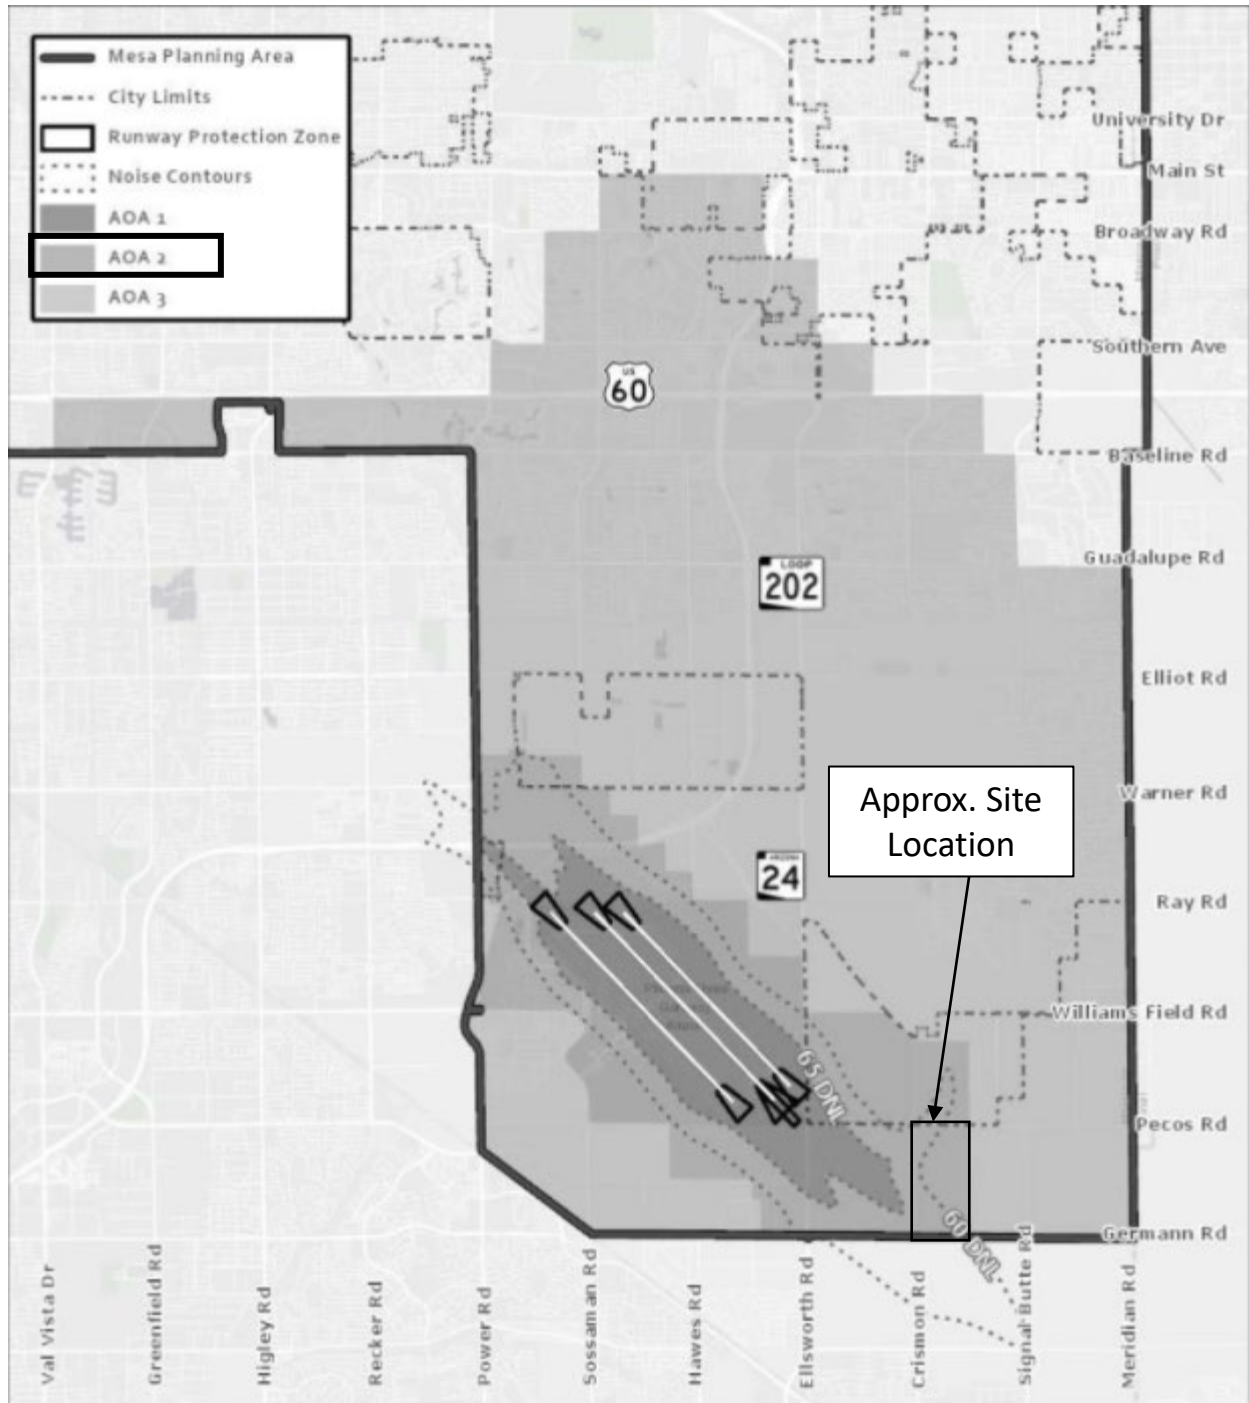 Mesa Planning Area
City Limits
Runway Protection Zone
Noise Contours
AOA 1
AOA 2
AOA 3
University Dr
Main St
Broadway Rd
Southern Ave
US
60
Baseline Rd
Guadalupe Rd
LOOP
202
Elliot Rd
Warner Rd
Approx. Site
Location
ARIZONA
24
Ray Rd
Williams Field Rd
65 DNL
Pecos Rd
60 DNL
Germann Rd
Val Vista Dr
Greenfield Rd
Higley Rd
Recker Rd
Power Rd
Sossaman Rd
Hawes Rd
Ellsworth Rd
Crismon Rd
Signal Butte Rd
Meridian Rd